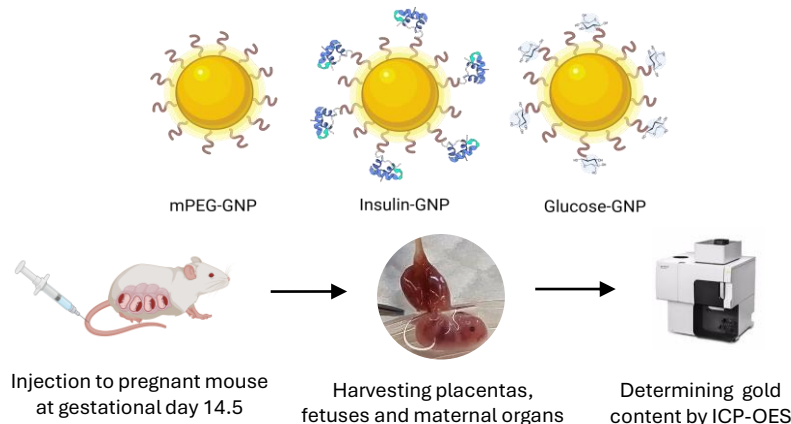 mPEG-GNP
Insulin-GNP
Glucose-GNP
Injection to pregnant mouse
at gestational day 14.5
Harvesting placentas,
fetuses and maternal organs
Determining gold
content by ICP-OES